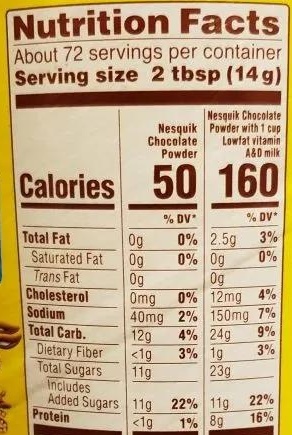 Nutrition Facts
About 72 servings per container
Serving size 2 tbsp (14g)
Nesquik Chocolate Powder
Nesquik Chocolate Powder with 1 cup Lowfat vitamin A&D milk
Calories 50 160
% DV* % DV*
Total Fat 0g 0% 2.5g 3%
Saturated Fat 0g 0% 0g 0%
Trans Fat 0g 0g
Cholesterol 0mg 0% 12mg 4%
Sodium 40mg 2% 150mg 7%
Total Carb. 12g 4% 24g 9%
Dietary Fiber <1g 3% 1g 3%
Total Sugars 11g 23g
Includes
Added Sugars 11g 22% 11g 22%
Protein <1g 1% 8g 16%